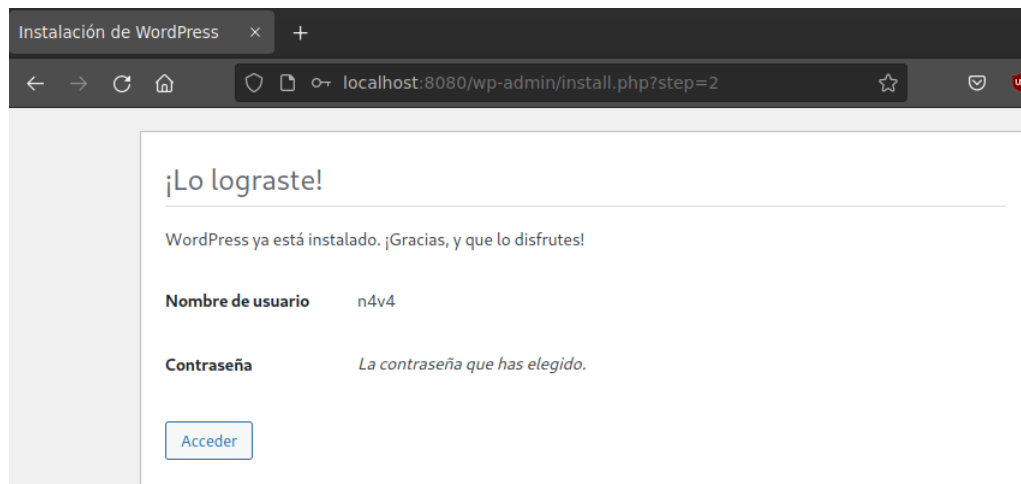 Instalación de WordPress
localhost:8080/wp-admin/install.php?step=2
¡Lo lograste!
WordPress ya está instalado. ¡Gracias, y que lo disfrutes!
Nombre de usuario n4v4
Contraseña La contraseña que has elegido.
Acceder